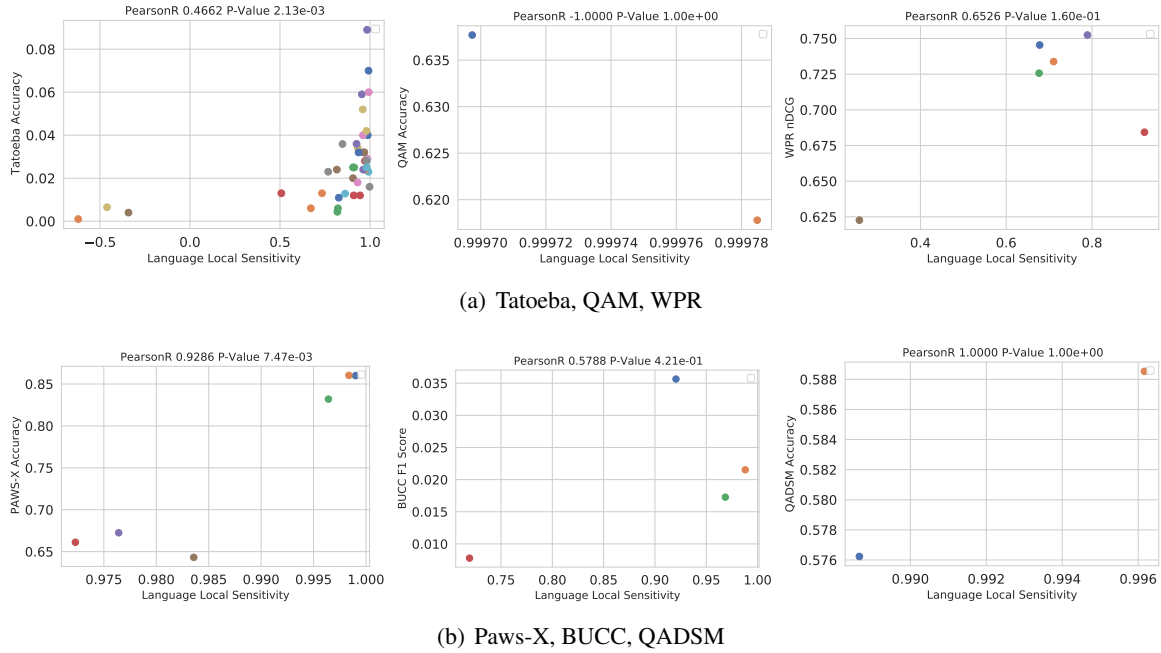 PearsonR 0.4662 P-Value 2.13e-03
Tatoeba Accuracy
0.08
0.06
0.04
0.02
0.00
−0.5 0.0 0.5 1.0
Language Local Sensitivity
PearsonR -1.0000 P-Value 1.00e+00
QAM Accuracy
0.635
0.630
0.625
0.620
0.99970 0.99972 0.99974 0.99976 0.99978
Language Local Sensitivity
PearsonR 0.6526 P-Value 1.60e-01
WPR nDCG
0.750
0.725
0.700
0.675
0.650
0.625
0.4 0.6 0.8
Language Local Sensitivity
(a) Tatoeba, QAM, WPR
PearsonR 0.9286 P-Value 7.47e-03
PAWS-X Accuracy
0.85
0.80
0.75
0.70
0.65
0.975 0.980 0.985 0.990 0.995 1.000
Language Local Sensitivity
PearsonR 0.5788 P-Value 4.21e-01
BUCC F1 Score
0.035
0.030
0.025
0.020
0.015
0.010
0.75 0.80 0.85 0.90 0.95 1.00
Language Local Sensitivity
PearsonR 1.0000 P-Value 1.00e+00
QADSM Accuracy
0.588
0.586
0.584
0.582
0.580
0.578
0.576
0.990 0.992 0.994 0.996
Language Local Sensitivity
(b) Paws-X, BUCC, QADSM